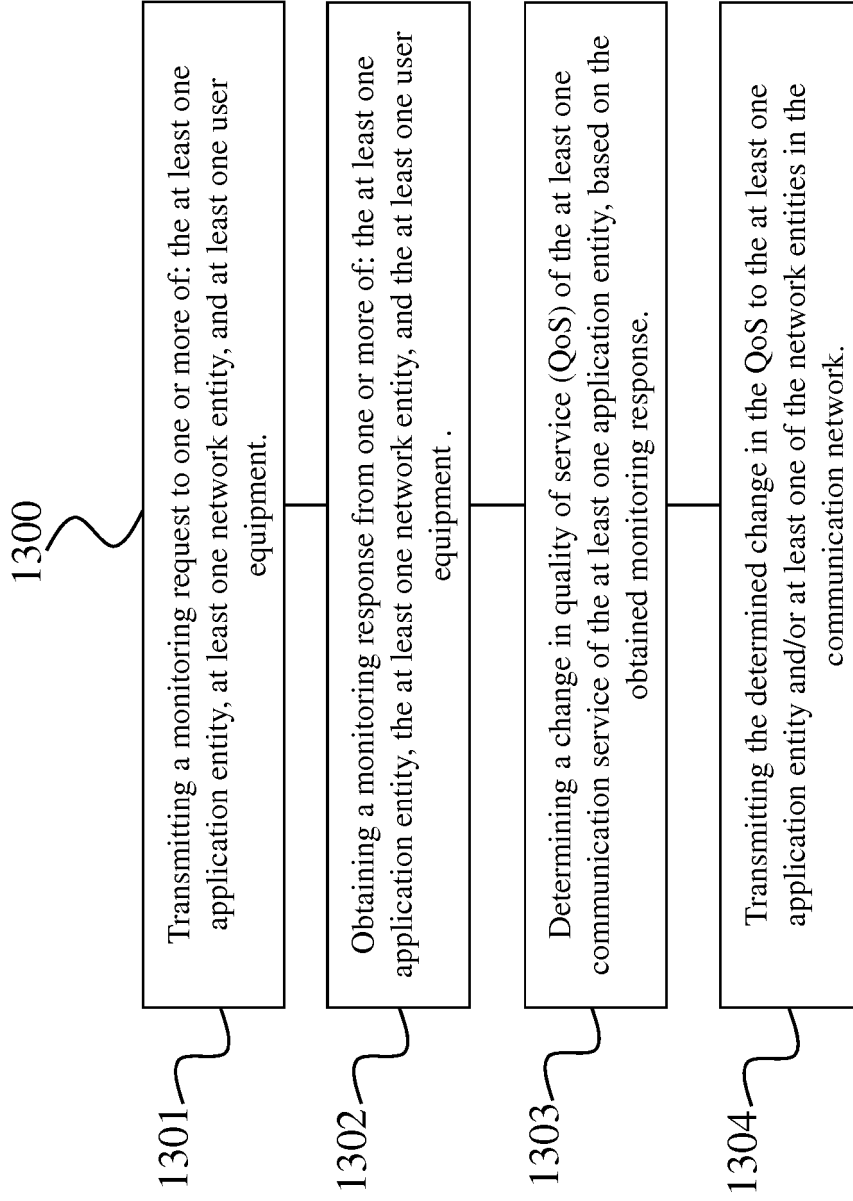 1300
1301
Transmitting a monitoring request to one or more of: the at least one
application entity, at least one network entity, and at least one user
equipment.
1302
Obtaining a monitoring response from one or more of: the at least one
application entity, the at least one network entity, and the at least one user
equipment .
1303
Determining a change in quality of service (QoS) of the at least one
communication service of the at least one application entity, based on the
obtained monitoring response.
1304
Transmitting the determined change in the QoS to the at least one
application entity and/or at least one of the network entities in the
communication network.